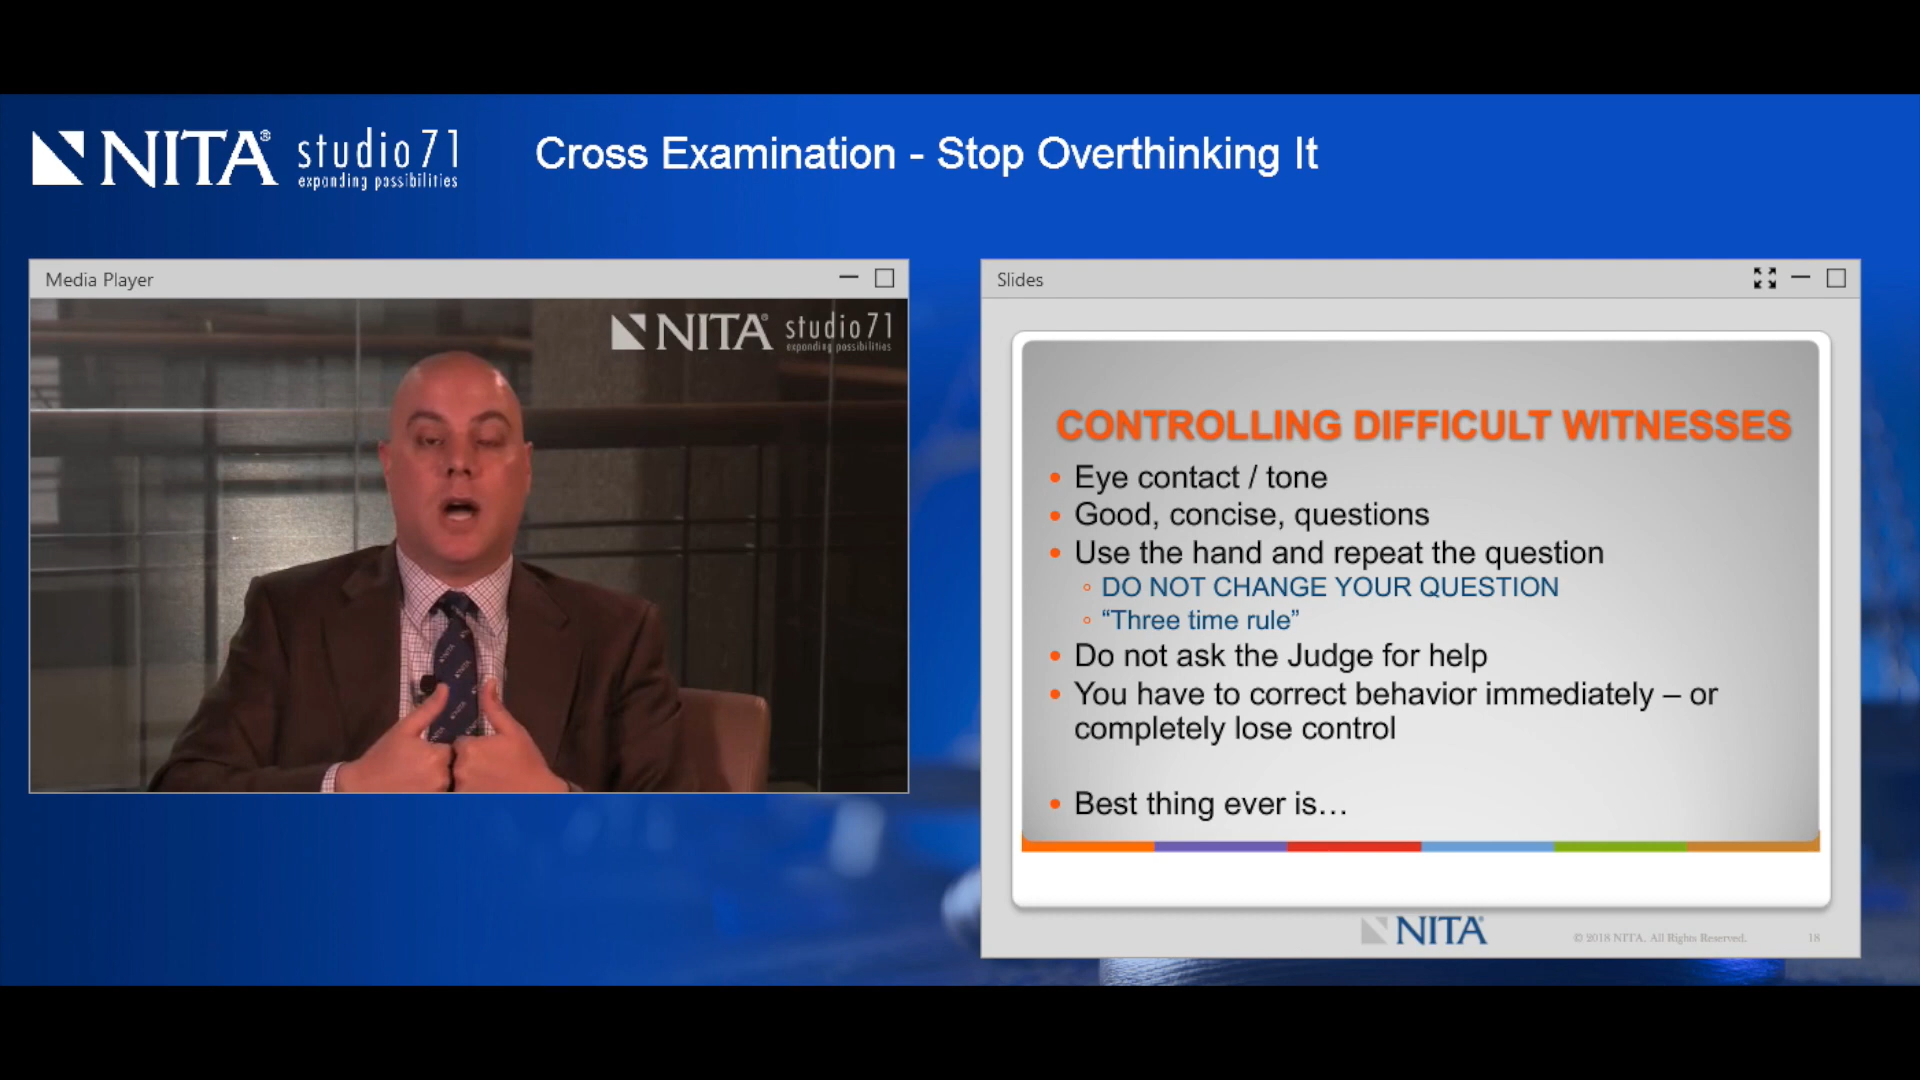 NITA® studio71
expanding possibilities
Cross Examination - Stop Overthinking It
Media Player
NITA® studio71
expanding possibilities
Slides
CONTROLLING DIFFICULT WITNESSES
• Eye contact / tone
• Good, concise, questions
• Use the hand and repeat the question
◦ DO NOT CHANGE YOUR QUESTION
◦ “Three time rule”
• Do not ask the Judge for help
• You have to correct behavior immediately – or
completely lose control
• Best thing ever is…
NITA
© 2018 NITA. All Rights Reserved.
18